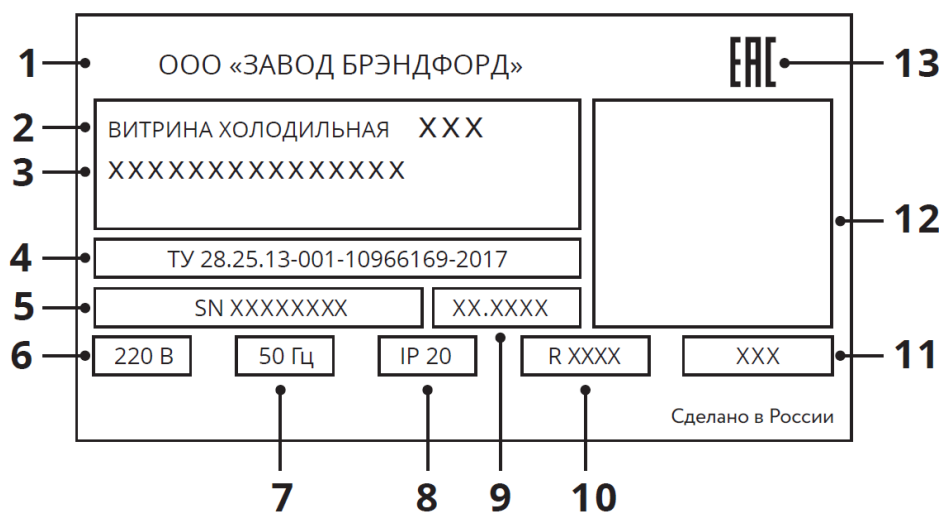 1 ООО «ЗАВОД БРЭНДФОРД» EAC 13
2 ВИТРИНА ХОЛОДИЛЬНАЯ XXX
3 XXXXXXXXXXXXXXX
12
4 ТУ 28.25.13-001-10966169-2017
5 SN XXXXXXXX XX.XXXX
6 220 В 50 Гц IP 20 R XXXX XXX 11
Сделано в России
7 8 9 10